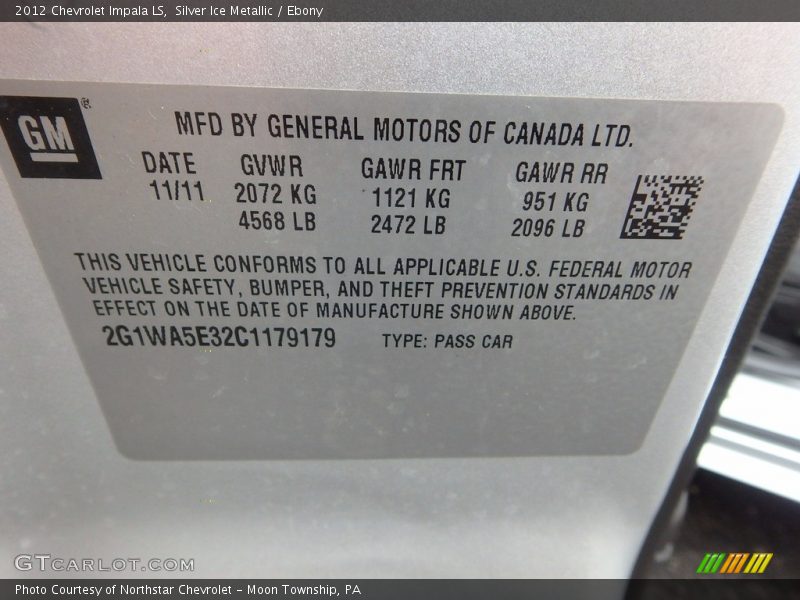 2012 Chevrolet Impala LS, Silver Ice Metallic / Ebony
GM®
MFD BY GENERAL MOTORS OF CANADA LTD.
DATE GVWR GAWR FRT GAWR RR
11/11 2072 KG 1121 KG 951 KG
4568 LB 2472 LB 2096 LB
THIS VEHICLE CONFORMS TO ALL APPLICABLE U.S. FEDERAL MOTOR
VEHICLE SAFETY, BUMPER, AND THEFT PREVENTION STANDARDS IN
EFFECT ON THE DATE OF MANUFACTURE SHOWN ABOVE.
2G1WA5E32C1179179 TYPE: PASS CAR
GTCARLOT.COM
Photo Courtesy of Northstar Chevrolet - Moon Township, PA